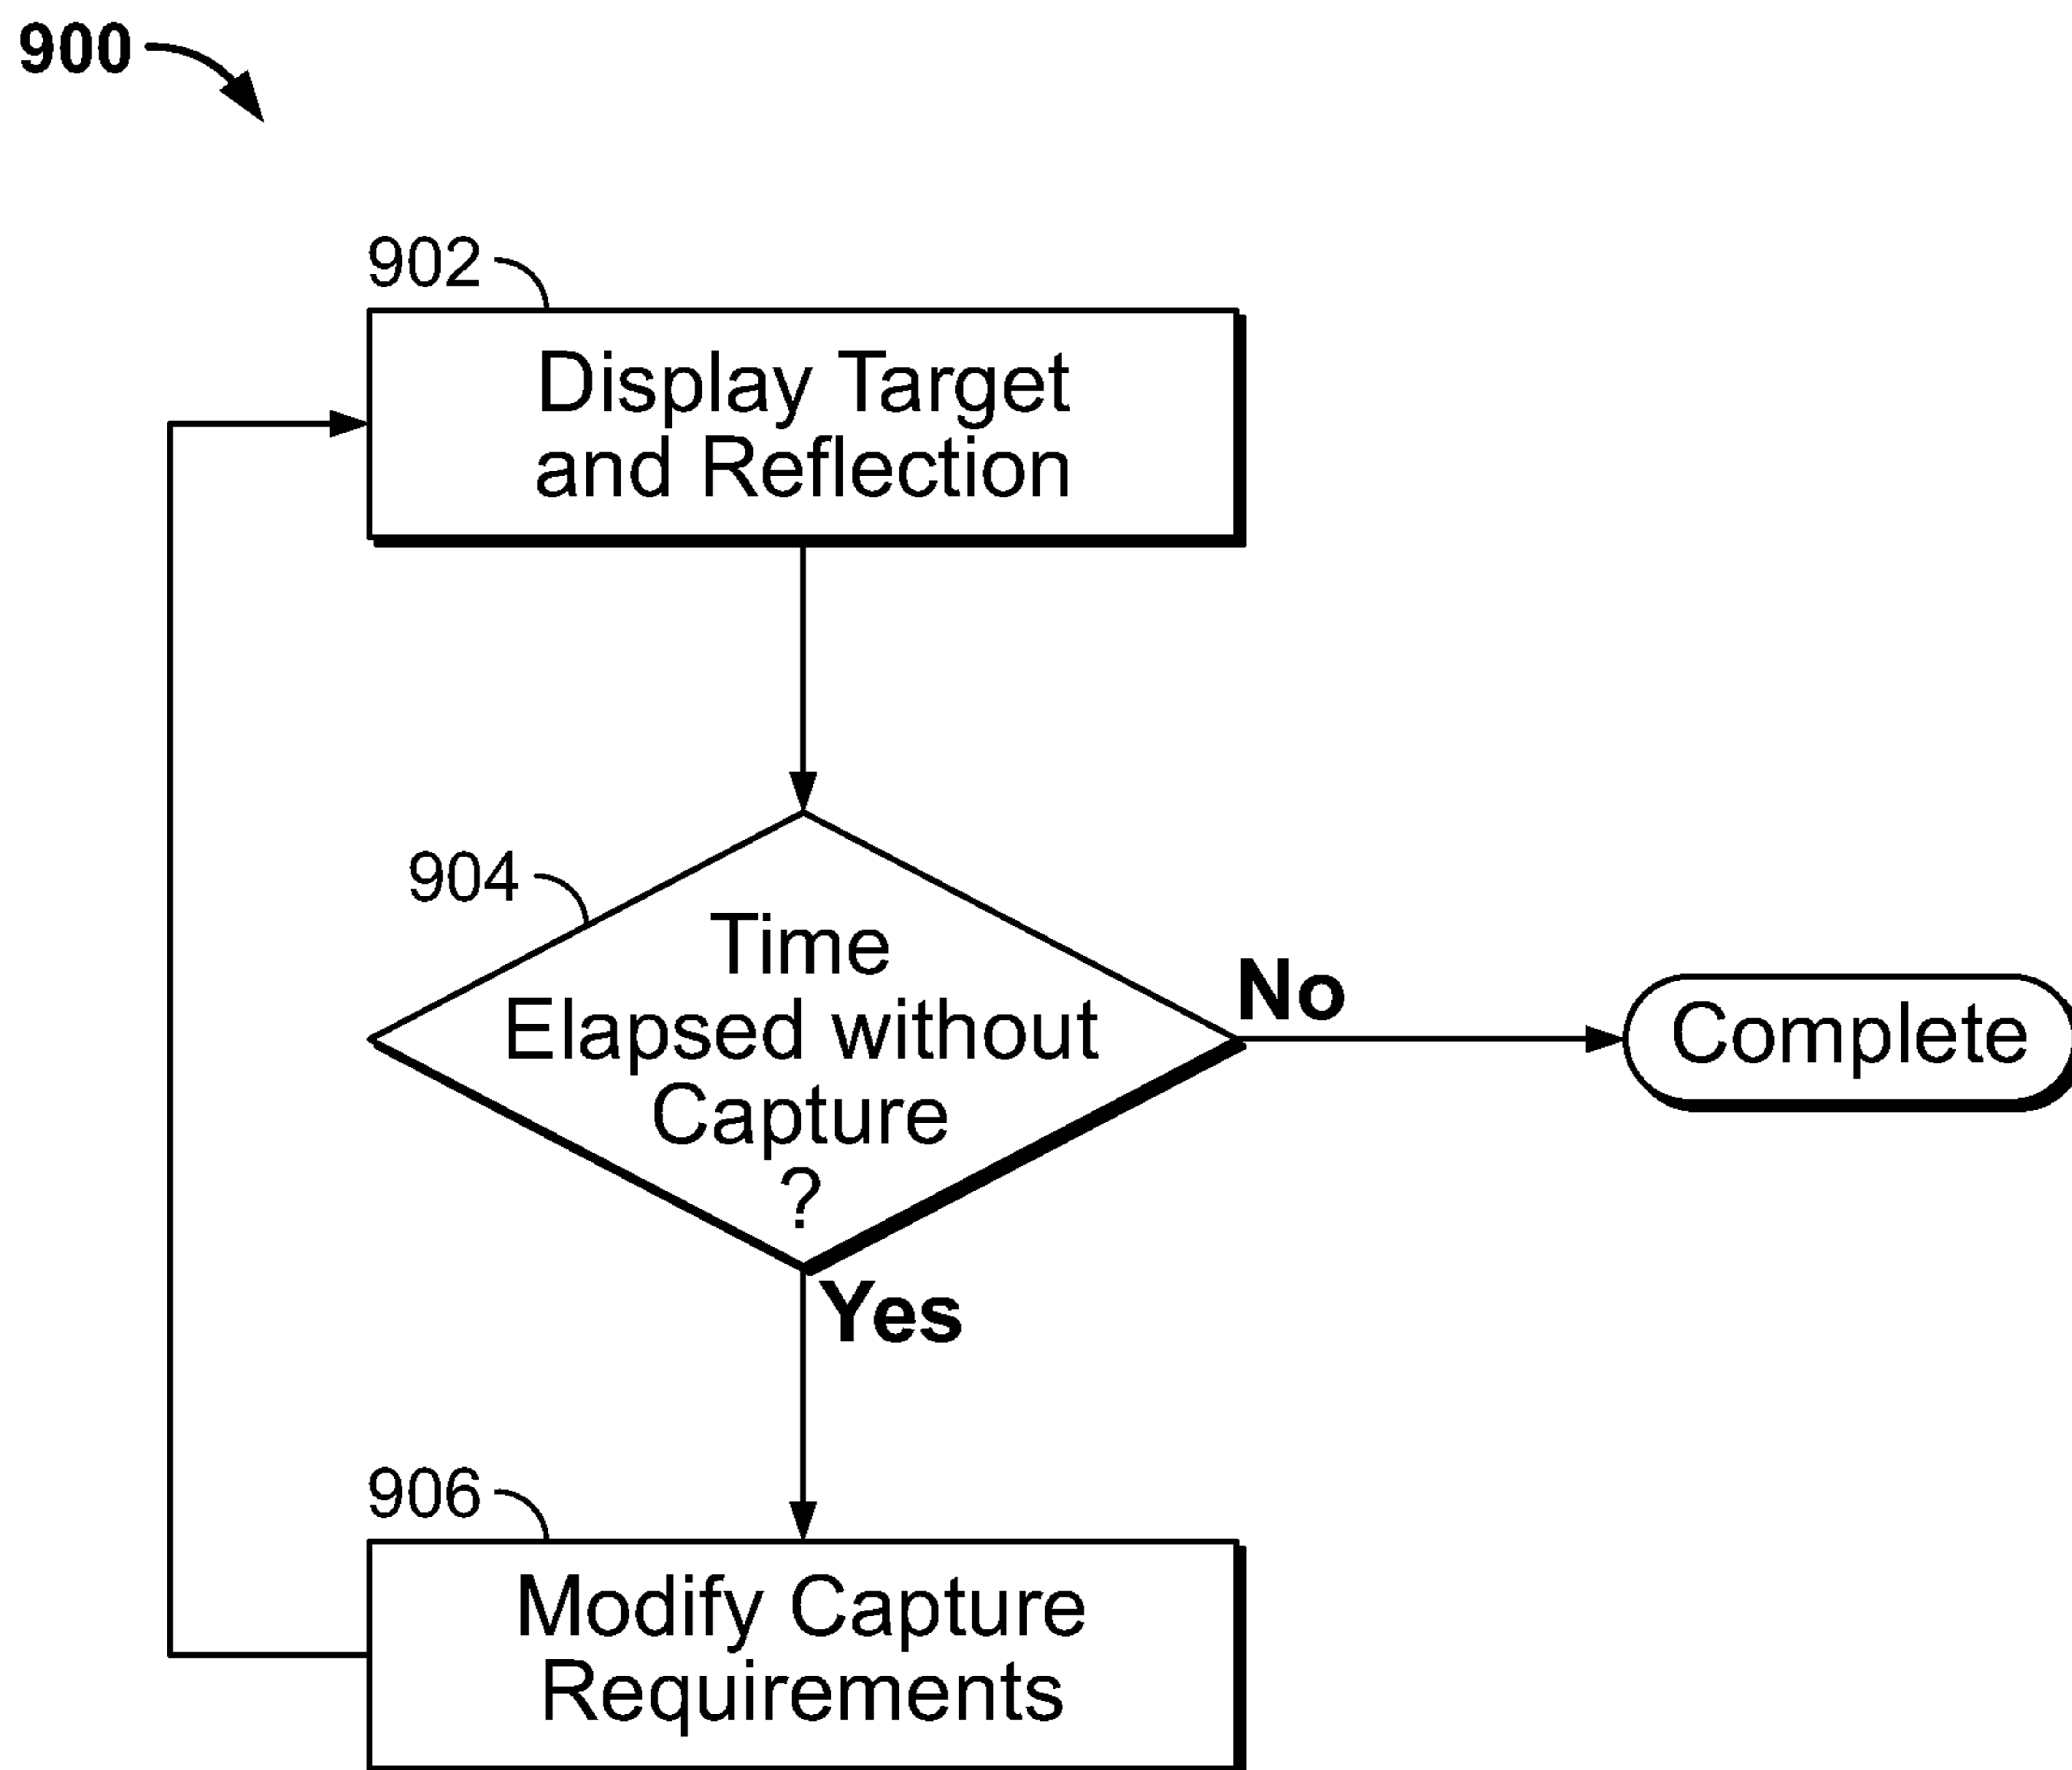 900
902
Display Target
and Reflection
904
Time
Elapsed without
Capture
?
No
Complete
Yes
906
Modify Capture
Requirements